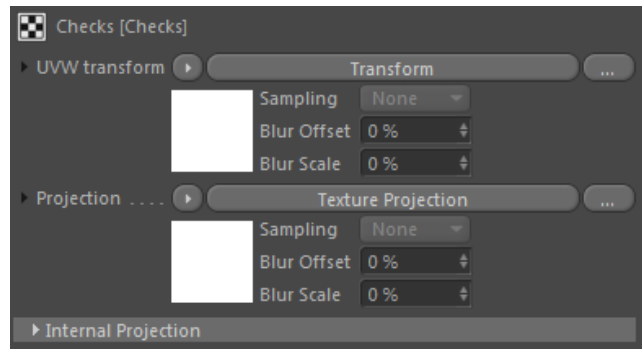 Checks [Checks]
UVW transform Transform ...
Sampling None
Blur Offset 0 %
Blur Scale 0 %
Projection . . . . Texture Projection ...
Sampling None
Blur Offset 0 %
Blur Scale 0 %
Internal Projection